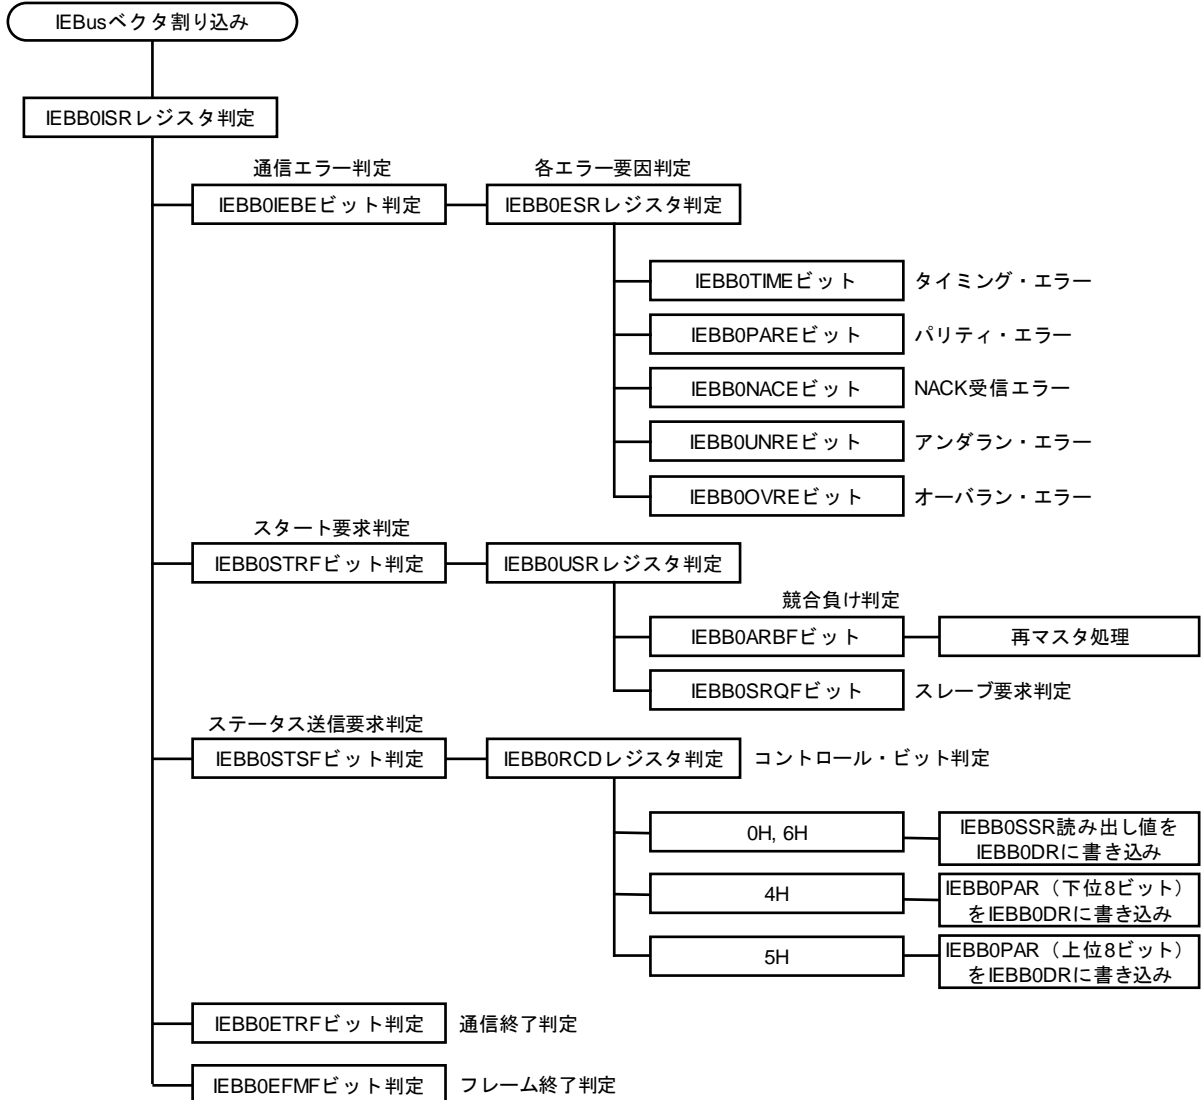 IEBusベクタ割り込み
IEBB0ISRレジスタ判定
通信エラー判定
各エラー要因判定
IEBB0IEBEビット判定
IEBB0ESRレジスタ判定
IEBB0TIMEビット
タイミング・エラー
IEBB0PAREビット
パリティ・エラー
IEBB0NACEビット
NACK受信エラー
IEBB0UNREビット
アンダラン・エラー
IEBB0OVREビット
オーバラン・エラー
スタート要求判定
IEBB0STRFビット判定
IEBB0USRレジスタ判定
競合負け判定
IEBB0ARBFビット
再マスタ処理
IEBB0SRQFビット
スレーブ要求判定
ステータス送信要求判定
IEBB0STSFビット判定
IEBB0RCDレジスタ判定
コントロール・ビット判定
0H, 6H
IEBB0SSR読み出し値を
IEBB0DRに書き込み
4H
IEBB0PAR（下位8ビット）
をIEBB0DRに書き込み
5H
IEBB0PAR（上位8ビット）
をIEBB0DRに書き込み
IEBB0ETRFビット判定
通信終了判定
IEBB0EFMFビット判定
フレーム終了判定